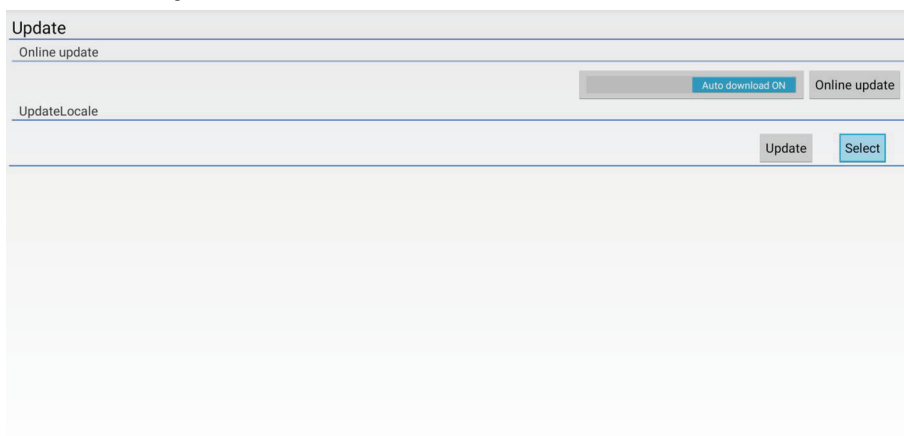 Update
Online update
Auto download ON
Online update
UpdateLocale
Update
Select